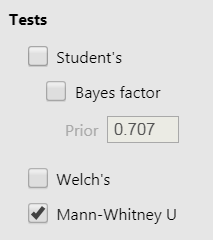 Tests
Student's
Bayes factor
Prior 0.707
Welch's
Mann-Whitney U